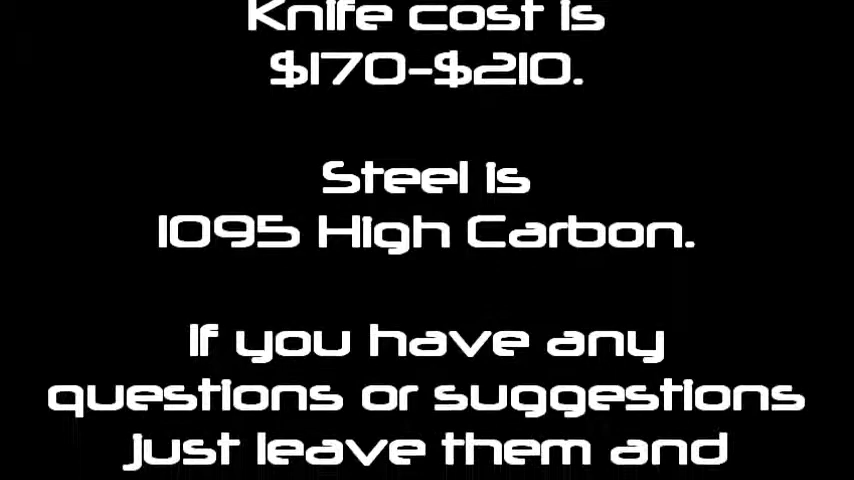 Knife cost is
$170-$210.
Steel is
1095 High Carbon.
If you have any
questions or suggestions
just leave them and